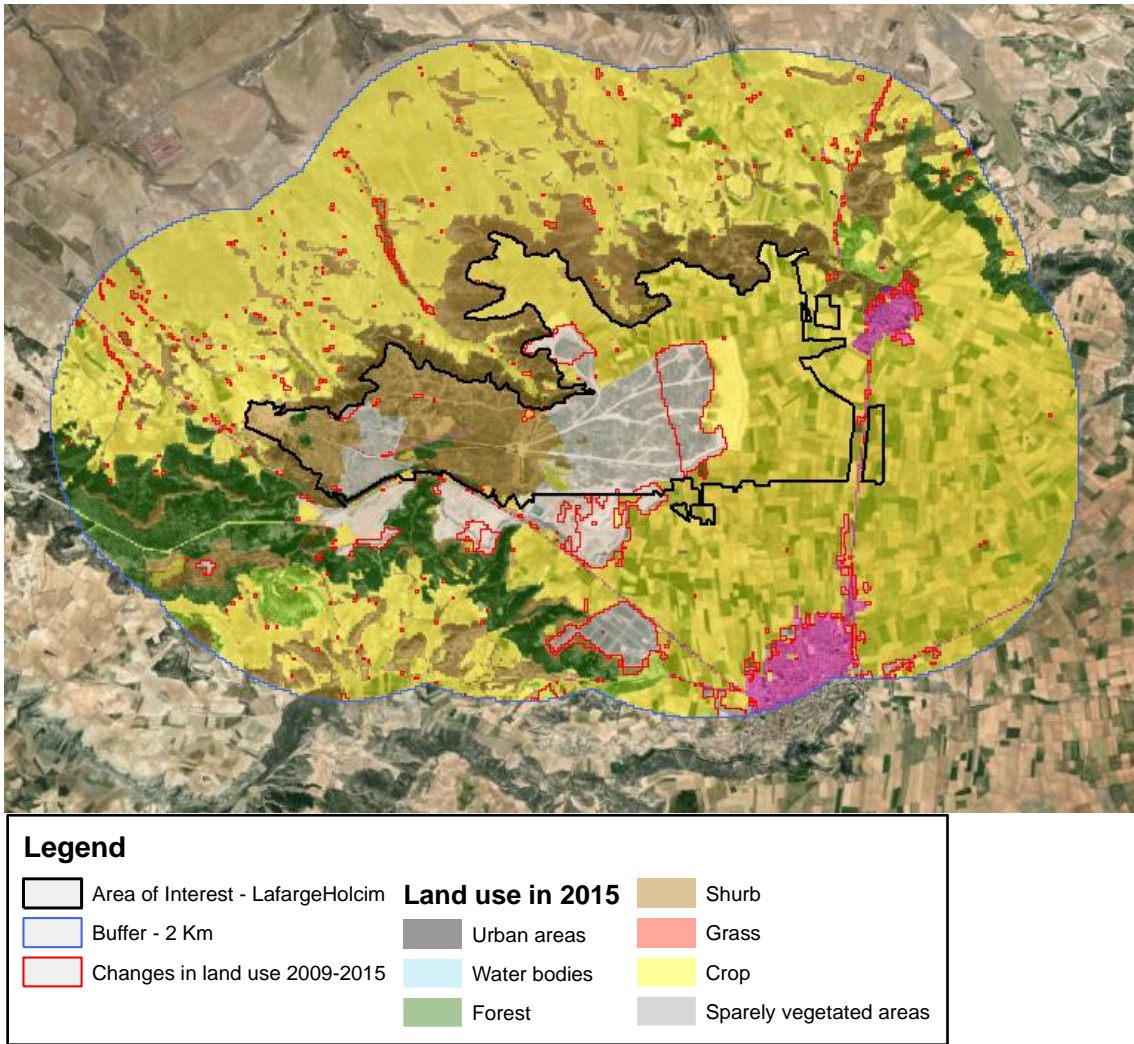 Legend
Area of Interest - LafargeHolcim
Buffer - 2 Km
Changes in land use 2009-2015
Land use in 2015
Urban areas
Water bodies
Forest
Shurb
Grass
Crop
Sparely vegetated areas